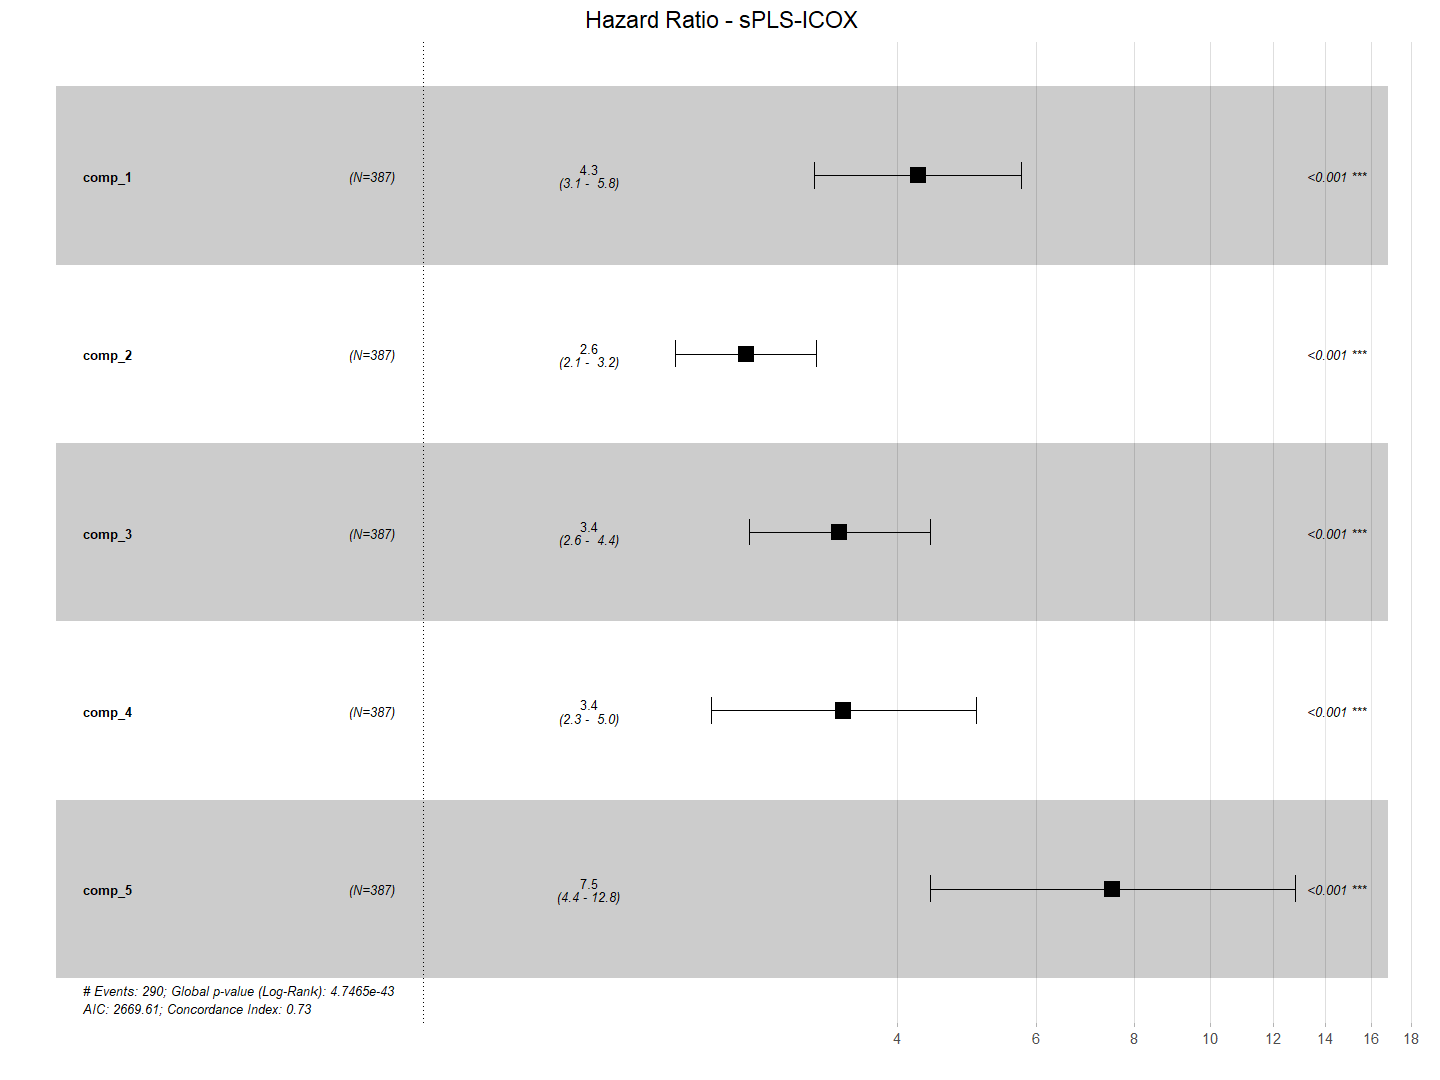 Hazard Ratio - sPLS-ICOX
comp_1 (N=387) 4.3 <0.001 ***
(3.1 - 5.8)
comp_2 (N=387) 2.6 <0.001 ***
(2.1 - 3.2)
comp_3 (N=387) 3.4 <0.001 ***
(2.6 - 4.4)
comp_4 (N=387) 3.4 <0.001 ***
(2.3 - 5.0)
comp_5 (N=387) 7.5 <0.001 ***
(4.4 - 12.8)
# Events: 290; Global p-value (Log-Rank): 4.7465e-43
AIC: 2669.61; Concordance Index: 0.73
4 6 8 10 12 14 16 18